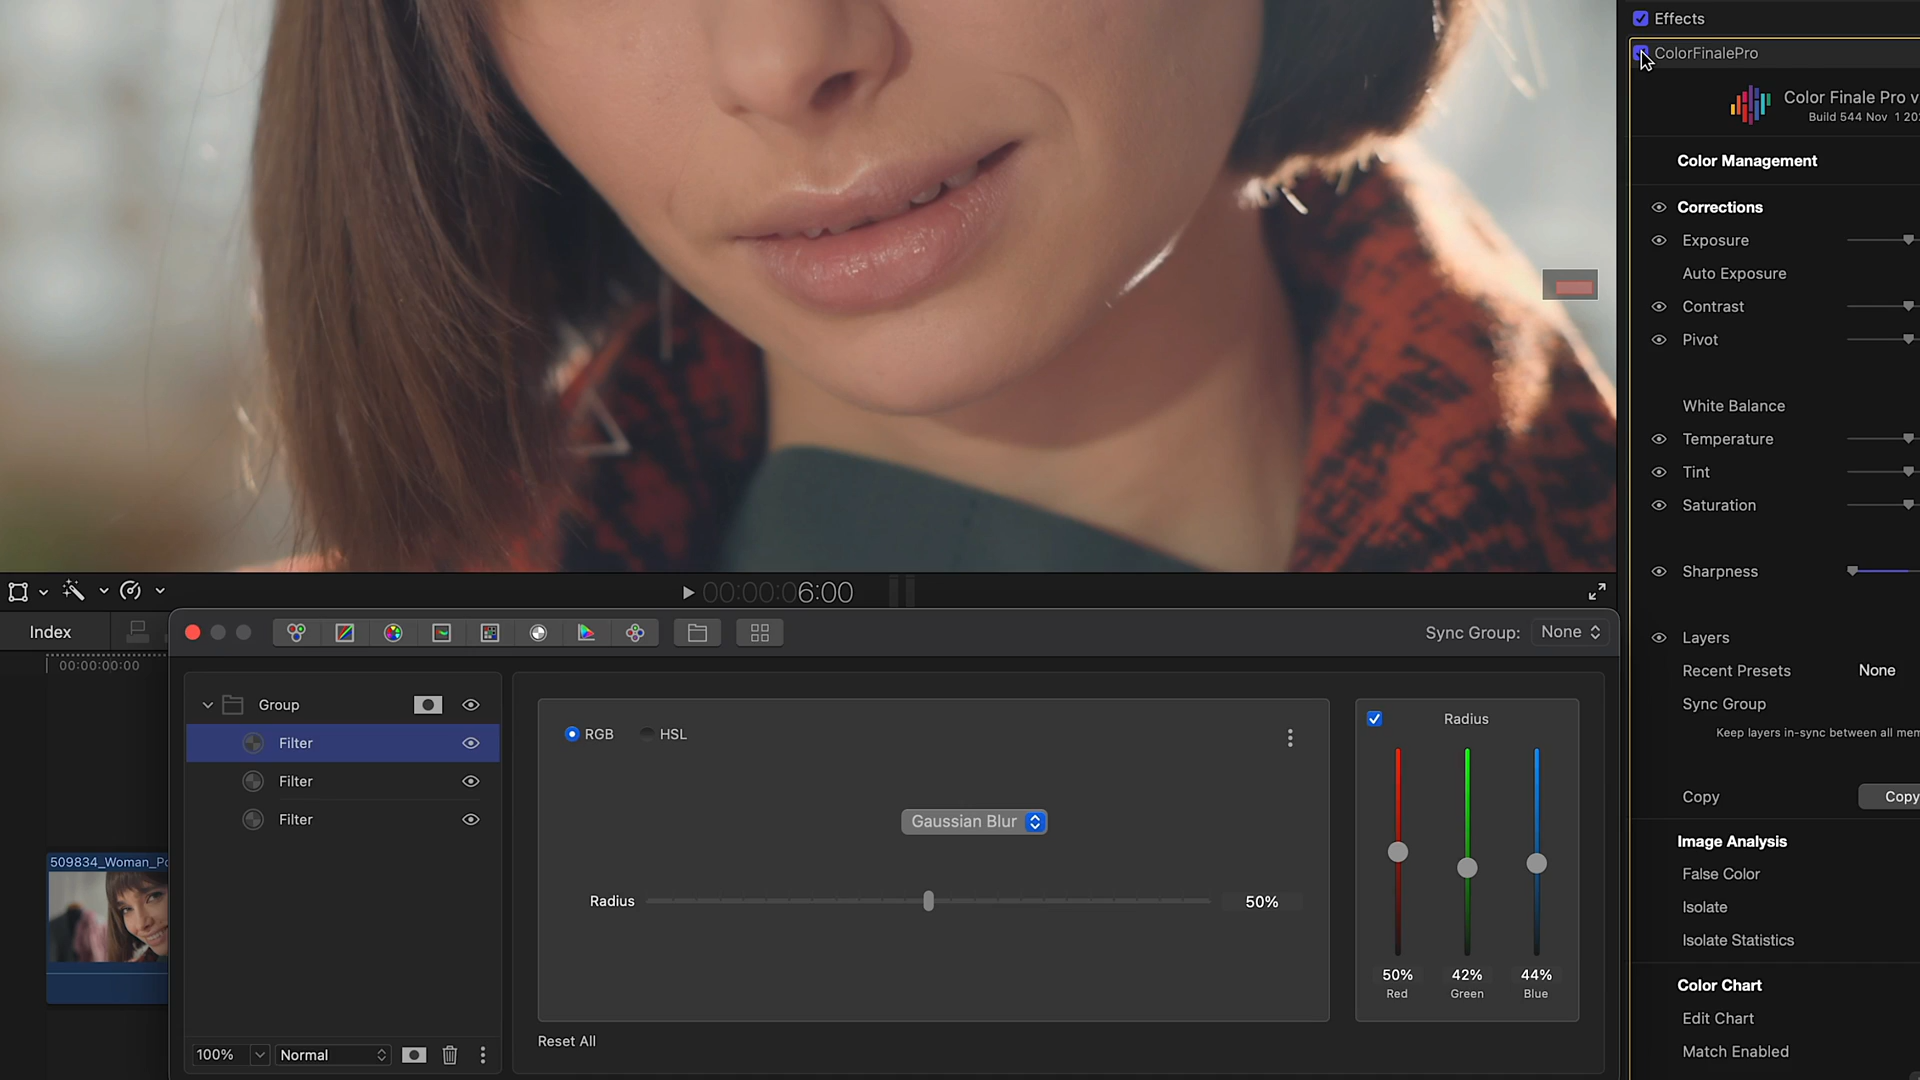 Effects
ColorFinalePro
Color Finale Pro v
Build 544 Nov 1 20
Color Management
Corrections
Exposure
Auto Exposure
Contrast
Pivot
White Balance
Temperature
Tint
Saturation
Sharpness
Layers
Recent Presets None
Sync Group
Keep layers in-sync between all mem
Copy Copy
Image Analysis
False Color
Isolate
Isolate Statistics
Color Chart
Edit Chart
Match Enabled
00:00:00:06:00
Index
00:00:00:00
509834_Woman_Po
Sync Group: None
Group
Filter
Filter
Filter
100% Normal
RGB HSL
Gaussian Blur
Radius 50%
Reset All
Radius
50% 42% 44%
Red Green Blue